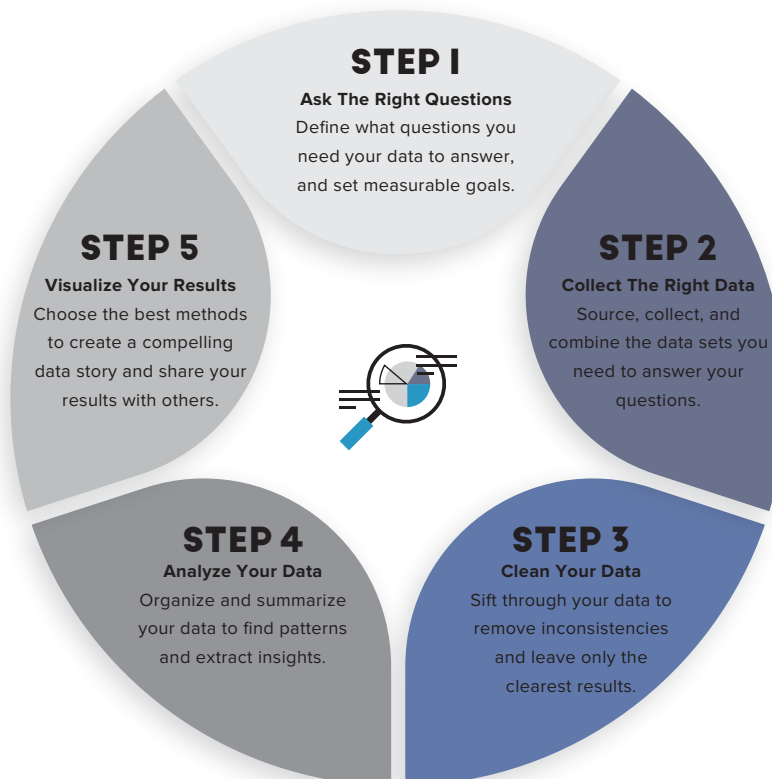 STEP 1
Ask The Right Questions
Define what questions you
need your data to answer,
and set measurable goals.
STEP 2
Collect The Right Data
Source, collect, and
combine the data sets you
need to answer your
questions.
STEP 3
Clean Your Data
Sift through your data to
remove inconsistencies
and leave only the
clearest results.
STEP 4
Analyze Your Data
Organize and summarize
your data to find patterns
and extract insights.
STEP 5
Visualize Your Results
Choose the best methods
to create a compelling
data story and share your
results with others.